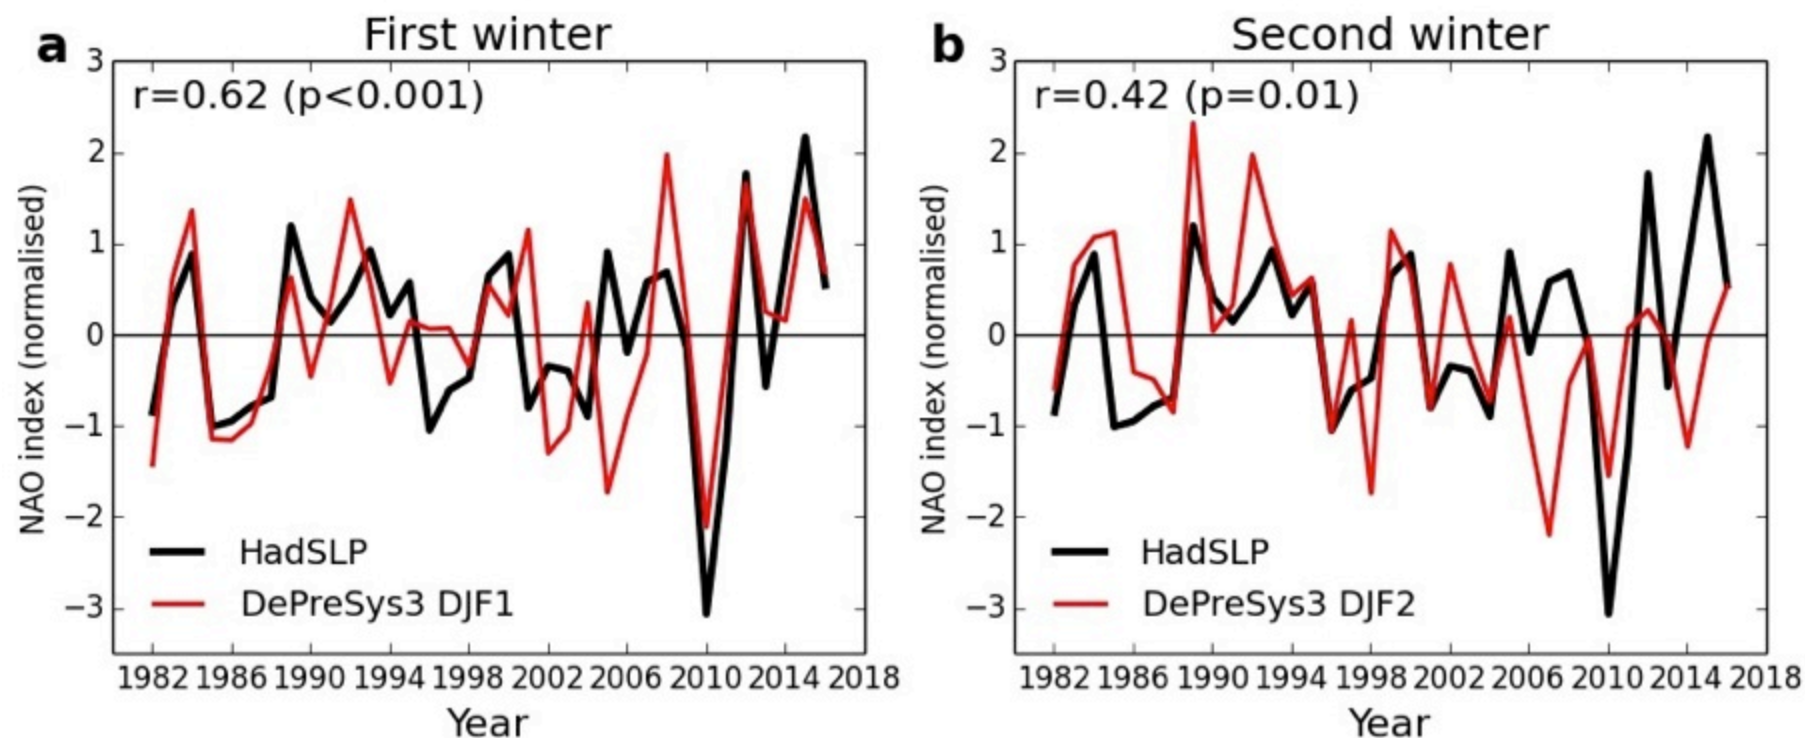 a First winter
r=0.62 (p<0.001)
3
2
1
0
−1
−2
−3
NAO index (normalised)
HadSLP
DePreSys3 DJF1
1982 1986 1990 1994 1998 2002 2006 2010 2014 2018
Year
b Second winter
r=0.42 (p=0.01)
3
2
1
0
−1
−2
−3
NAO index (normalised)
HadSLP
DePreSys3 DJF2
1982 1986 1990 1994 1998 2002 2006 2010 2014 2018
Year